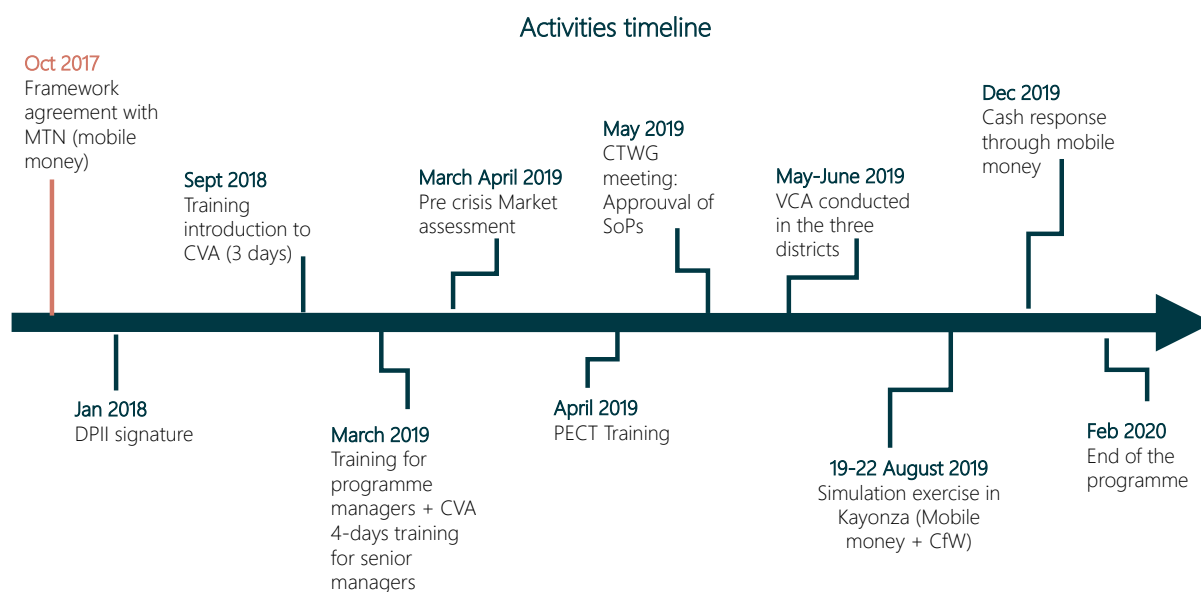 Activities timeline
Oct 2017
Framework
agreement with
MTN (mobile
money)
Sept 2018
Training
introduction to
CVA (3 days)
March April 2019
Pre crisis Market
assessment
May 2019
CTWG
meeting:
Approuval of
SoPs
May-June 2019
VCA conducted
in the three
districts
Dec 2019
Cash response
through mobile
money
Jan 2018
DPII signature
March 2019
Training for
programme
managers + CVA
4-days training
for senior
managers
April 2019
PECT Training
19-22 August 2019
Simulation exercise in
Kayonza (Mobile
money + CfW)
Feb 2020
End of the
programme